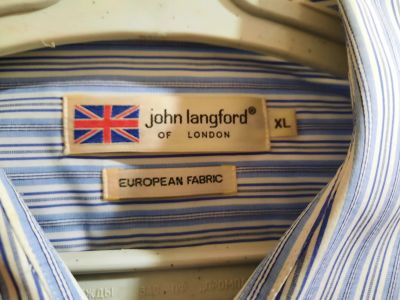 john langford®
OF LONDON
XL
EUROPEAN FABRIC